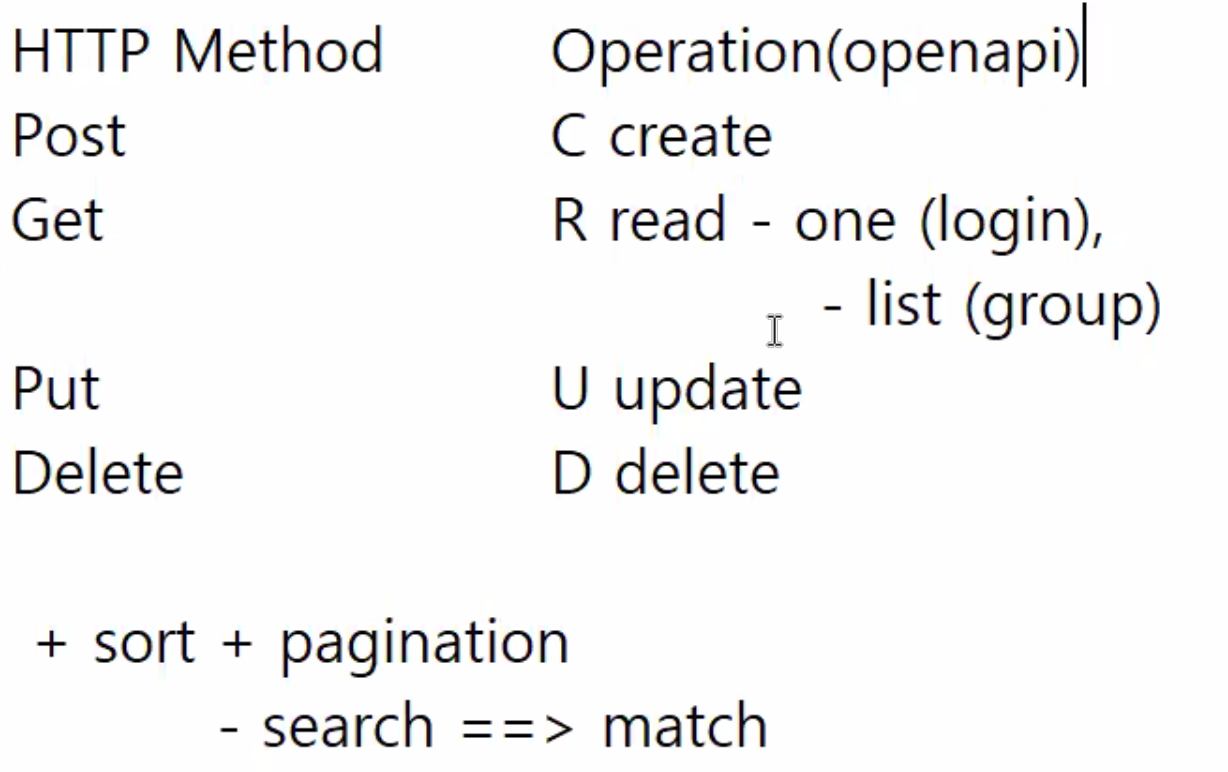 HTTP Method Operation(openapi)
Post C create
Get R read - one (login),
- list (group)
Put U update
Delete D delete
+ sort + pagination
- search ==> match